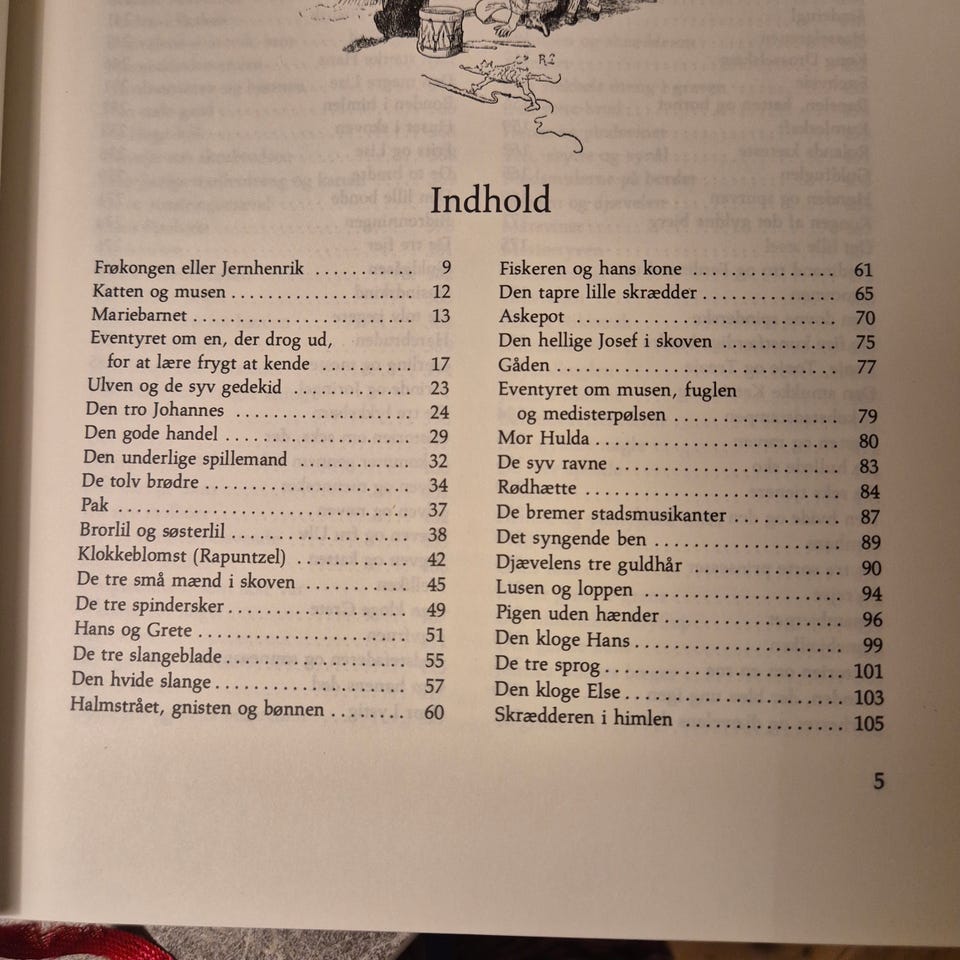 RL
Indhold
Frøkongen eller Jernhenrik .......... 9
Katten og musen .................. 12
Mariebarnet ...................... 13
Eventyret om en, der drog ud,
for at lære frygt at kende .......... 17
Ulven og de syv gedekid ............ 23
Den tro Johannes .................. 24
Den gode handel ................... 29
Den underlige spillemand ............ 32
De tolv brødre ..................... 34
Pak .............................. 37
Brorlil og søsterlil .................. 38
Klokkeblomst (Rapuntzel) ............ 42
De tre små mænd i skoven .......... 45
De tre spindersker .................. 49
Hans og Grete ..................... 51
De tre slangeblade .................. 55
Den hvide slange ................... 57
Halmstrået, gnisten og bønnen ........ 60
Fiskeren og hans kone ............... 61
Den tapre lille skrædder .............. 65
Askepot .......................... 70
Den hellige Josef i skoven ............ 75
Gåden ............................ 77
Eventyret om musen, fuglen
og medisterpølsen ................. 79
Mor Hulda ........................ 80
De syv ravne ...................... 83
Rødhætte ......................... 84
De bremer stadsmusikanter ........... 87
Det syngende ben .................. 89
Djævelens tre guldhår ............... 90
Lusen og loppen .................... 94
Pigen uden hænder .................. 96
Den kloge Hans .................... 99
De tre sprog ....................... 101
Den kloge Else ..................... 103
Skrædderen i himlen ................ 105
5